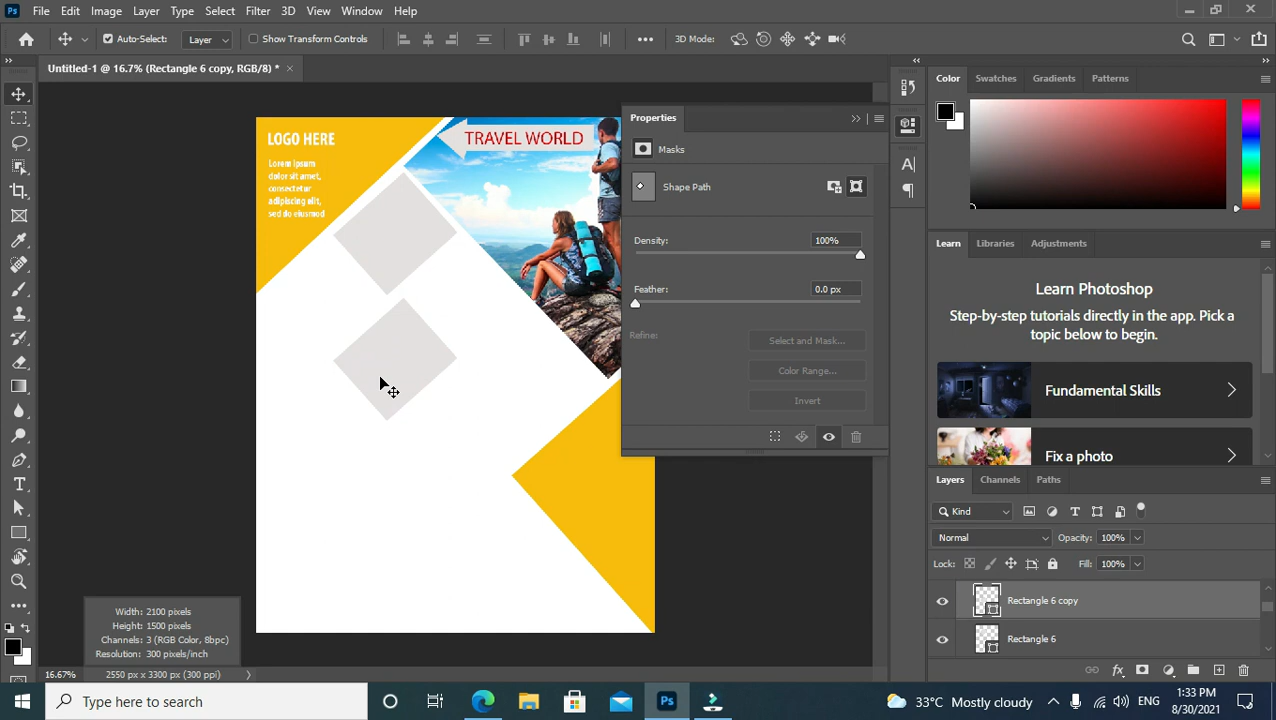 Ps File Edit Image Layer Type Select Filter 3D View Window Help
Auto-Select: Layer Show Transform Controls 3D Mode:
Untitled-1 @ 16.7% (Rectangle 6 copy, RGB/8) *
LOGO HERE
Lorem ipsum
dolor sit amet,
consectetur
adipiscing elit,
sed do eiusmod
TRAVEL WORLD
Properties
Masks
Shape Path
Density: 100%
Feather: 0.0 px
Refine: Select and Mask...
Color Range...
Invert
Color Swatches Gradients Patterns
Learn Libraries Adjustments
Learn Photoshop
Step-by-step tutorials directly in the app. Pick a
topic below to begin.
Fundamental Skills
Fix a photo
Layers Channels Paths
Kind
Normal Opacity: 100%
Lock: Fill: 100%
Rectangle 6 copy
Rectangle 6
Width: 2100 pixels
Height: 1500 pixels
Channels: 3 (RGB Color, 8bpc)
Resolution: 300 pixels/inch
16.67% 2550 px x 3300 px (300 ppi)
Type here to search
Ps
33°C Mostly cloudy
ENG
1:33 PM
8/30/2021